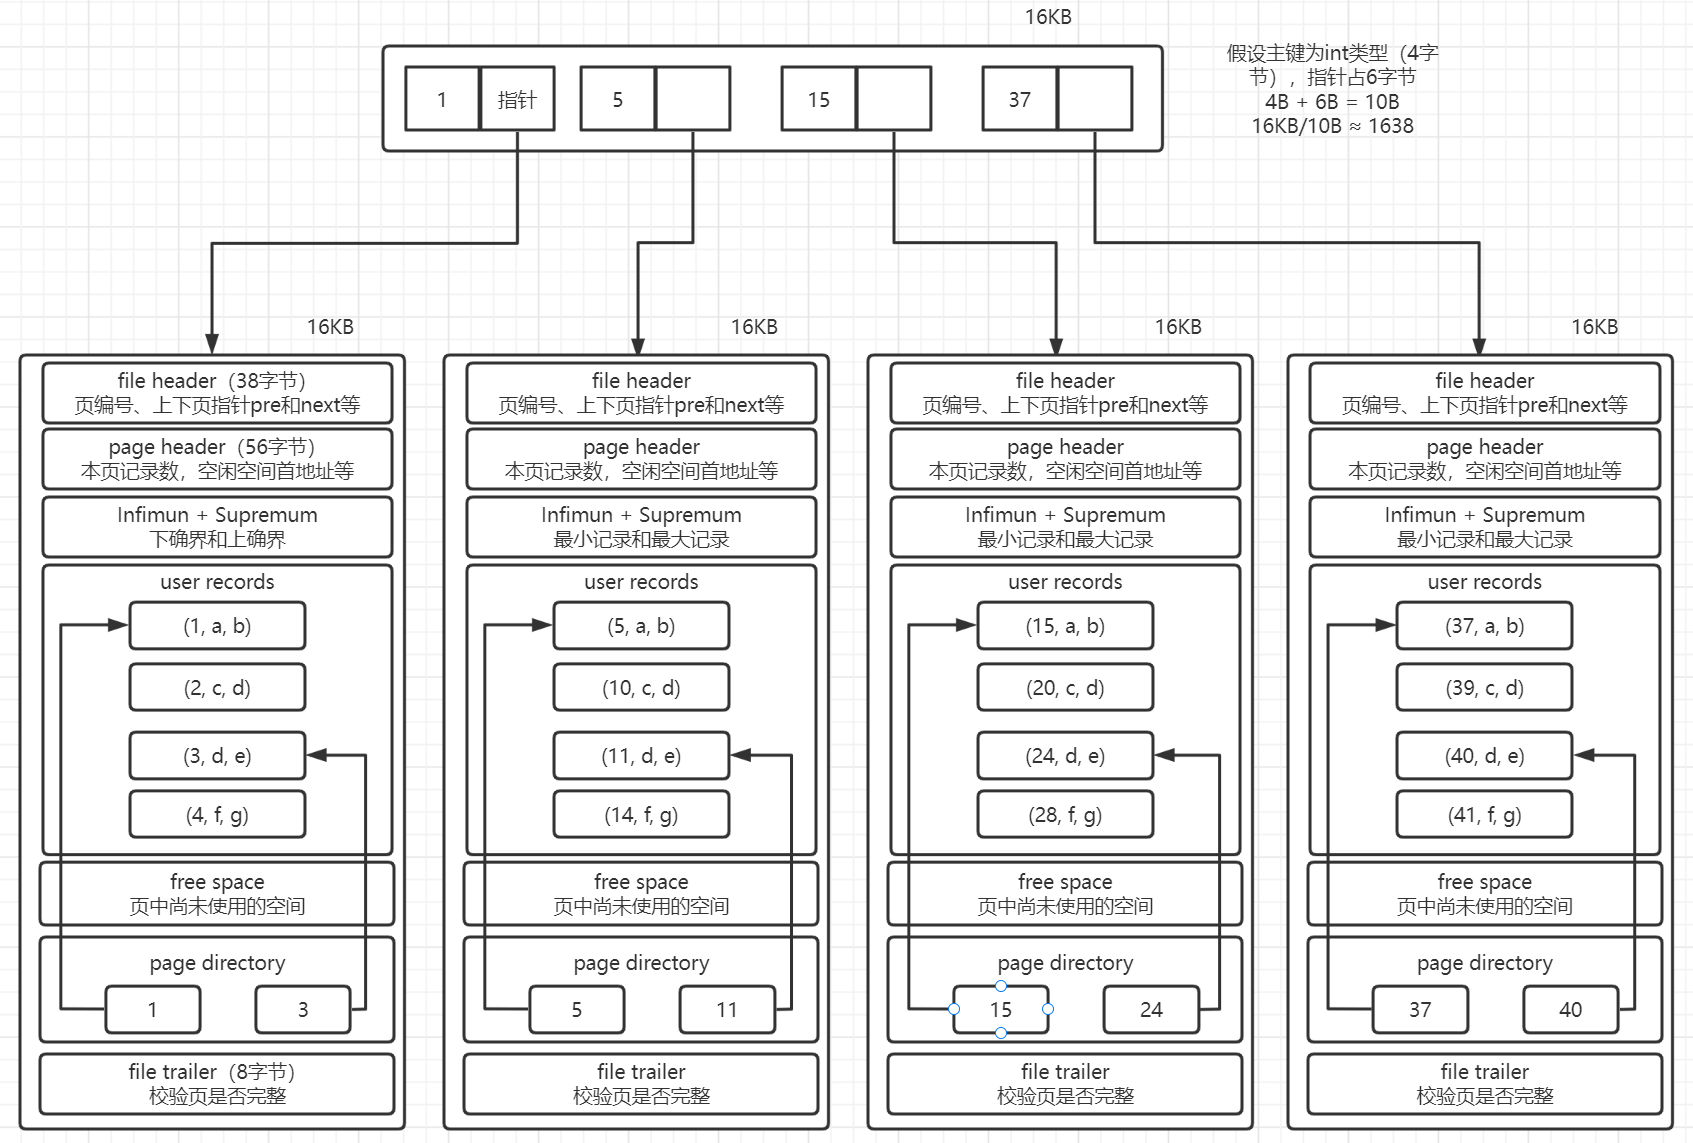 16KB
假设主键为int类型（4字
节），指针占6字节
4B + 6B = 10B
16KB/10B ≈ 1638
1
指针
5
15
37
16KB
16KB
16KB
16KB
file header（38字节）
页编号、上下页指针pre和next等
page header（56字节）
本页记录数，空闲空间首地址等
Infimun + Supremum
下确界和上确界
user records
(1, a, b)
(2, c, d)
(3, d, e)
(4, f, g)
free space
页中尚未使用的空间
page directory
1
3
file trailer（8字节）
校验页是否完整
file header
页编号、上下页指针pre和next等
page header
本页记录数，空闲空间首地址等
Infimun + Supremum
最小记录和最大记录
user records
(5, a, b)
(10, c, d)
(11, d, e)
(14, f, g)
free space
页中尚未使用的空间
page directory
5
11
file trailer
校验页是否完整
file header
页编号、上下页指针pre和next等
page header
本页记录数，空闲空间首地址等
Infimun + Supremum
最小记录和最大记录
user records
(15, a, b)
(20, c, d)
(24, d, e)
(28, f, g)
free space
页中尚未使用的空间
page directory
15
24
file trailer
校验页是否完整
file header
页编号、上下页指针pre和next等
page header
本页记录数，空闲空间首地址等
Infimun + Supremum
最小记录和最大记录
user records
(37, a, b)
(39, c, d)
(40, d, e)
(41, f, g)
free space
页中尚未使用的空间
page directory
37
40
file trailer
校验页是否完整